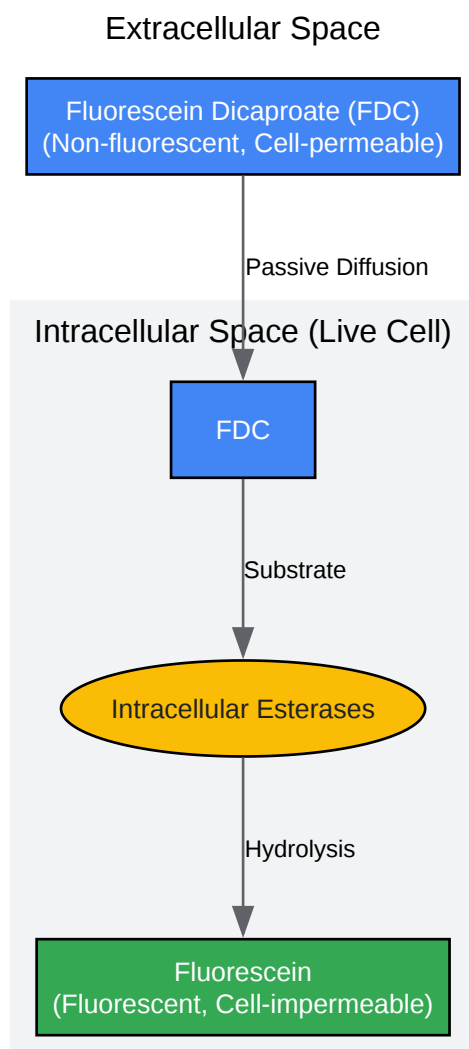 Extracellular Space
Fluorescein Dicaproate (FDC)
(Non-fluorescent, Cell-permeable)
Passive Diffusion
Intracellular Space (Live Cell)
FDC
Substrate
Intracellular Esterases
Hydrolysis
Fluorescein
(Fluorescent, Cell-impermeable)